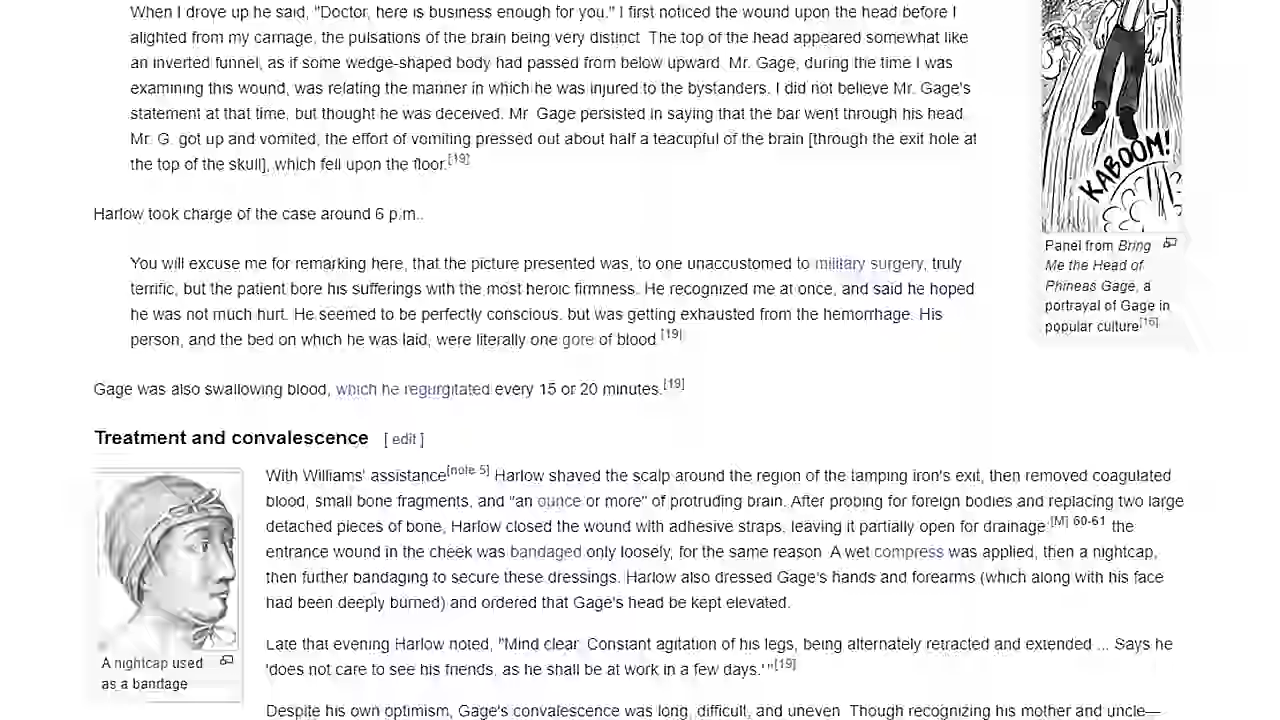 When I drove up he said, "Doctor, here is business enough for you." I first noticed the wound upon the head before I
alighted from my carriage, the pulsations of the brain being very distinct. The top of the head appeared somewhat like
an inverted funnel, as if some wedge-shaped body had passed from below upward. Mr. Gage, during the time I was
examining this wound, was relating the manner in which he was injured to the bystanders. I did not believe Mr. Gage's
statement at that time, but thought he was deceived. Mr. Gage persisted in saying that the bar went through his head.
Mr. G. got up and vomited, the effort of vomiting pressed out about half a teacupful of the brain [through the exit hole at
the top of the skull], which fell upon the floor.[19]
KABOOM!
Panel from Bring
Me the Head of
Phineas Gage, a
portrayal of Gage in
popular culture[16]
Harlow took charge of the case around 6 p.m..
You will excuse me for remarking here, that the picture presented was, to one unaccustomed to military surgery, truly
terrific, but the patient bore his sufferings with the most heroic firmness. He recognized me at once, and said he hoped
he was not much hurt. He seemed to be perfectly conscious, but was getting exhausted from the hemorrhage. His
person, and the bed on which he was laid, were literally one gore of blood.[19]
Gage was also swallowing blood, which he regurgitated every 15 or 20 minutes.[19]
Treatment and convalescence [ edit ]
A nightcap used
as a bandage
With Williams' assistance[note 5] Harlow shaved the scalp around the region of the tamping iron's exit, then removed coagulated
blood, small bone fragments, and "an ounce or more" of protruding brain. After probing for foreign bodies and replacing two large
detached pieces of bone, Harlow closed the wound with adhesive straps, leaving it partially open for drainage;[M] 60-61 the
entrance wound in the cheek was bandaged only loosely, for the same reason. A wet compress was applied, then a nightcap,
then further bandaging to secure these dressings. Harlow also dressed Gage's hands and forearms (which along with his face
had been deeply burned) and ordered that Gage's head be kept elevated.
Late that evening Harlow noted, "Mind clear. Constant agitation of his legs, being alternately retracted and extended ... Says he
'does not care to see his friends, as he shall be at work in a few days.'"[19]
Despite his own optimism, Gage's convalescence was long, difficult, and uneven. Though recognizing his mother and uncle—